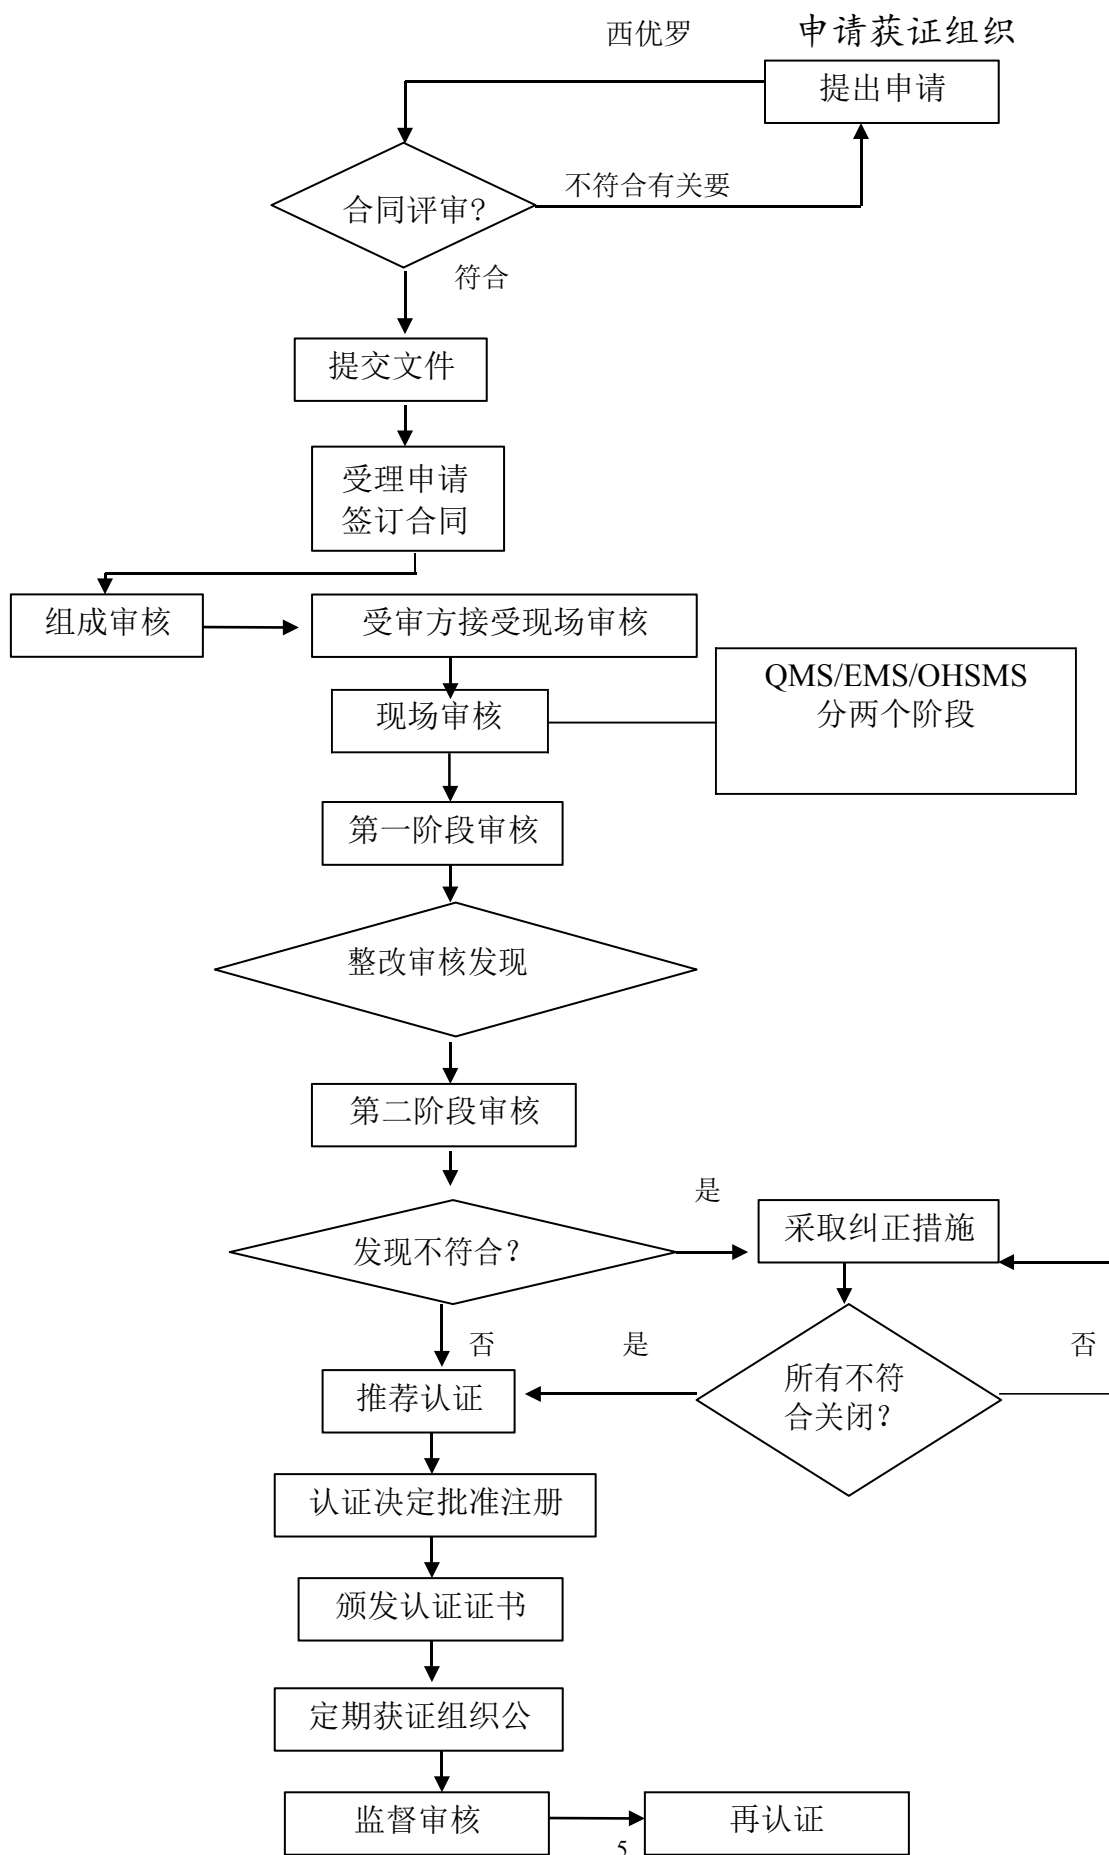 西优罗
申请获证组织
提出申请
不符合有关要
合同评审?
符合
提交文件
受理申请
签订合同
组成审核
受审方接受现场审核
QMS/EMS/OHSMS
分两个阶段
现场审核
第一阶段审核
整改审核发现
第二阶段审核
是
采取纠正措施
发现不符合?
否
是
否
所有不符
合关闭?
推荐认证
认证决定批准注册
颁发认证证书
定期获证组织公
监督审核
再认证
5